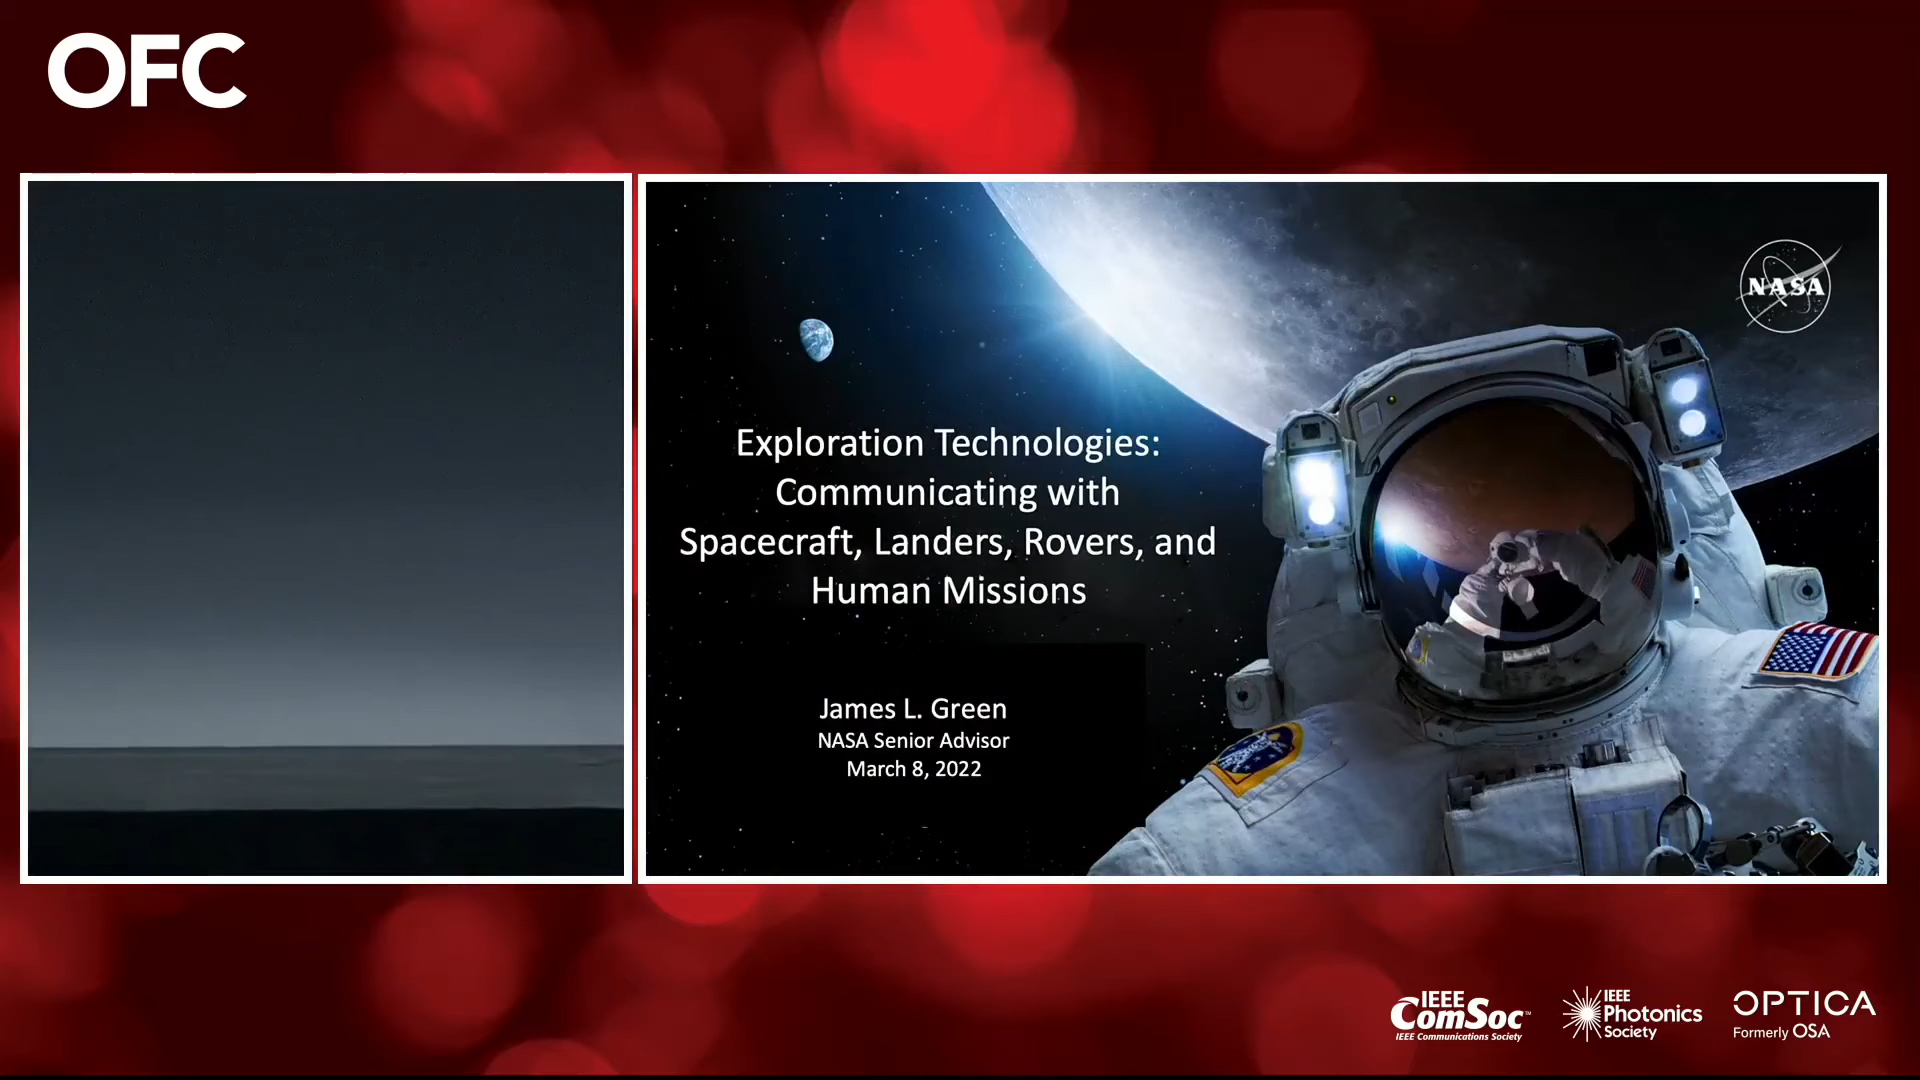 OFC
NASA
Exploration Technologies:
Communicating with
Spacecraft, Landers, Rovers, and
Human Missions
James L. Green
NASA Senior Advisor
March 8, 2022
IEEE
ComSoc™
IEEE Communications Society
IEEE
Photonics
Society
OPTICA
Formerly OSA